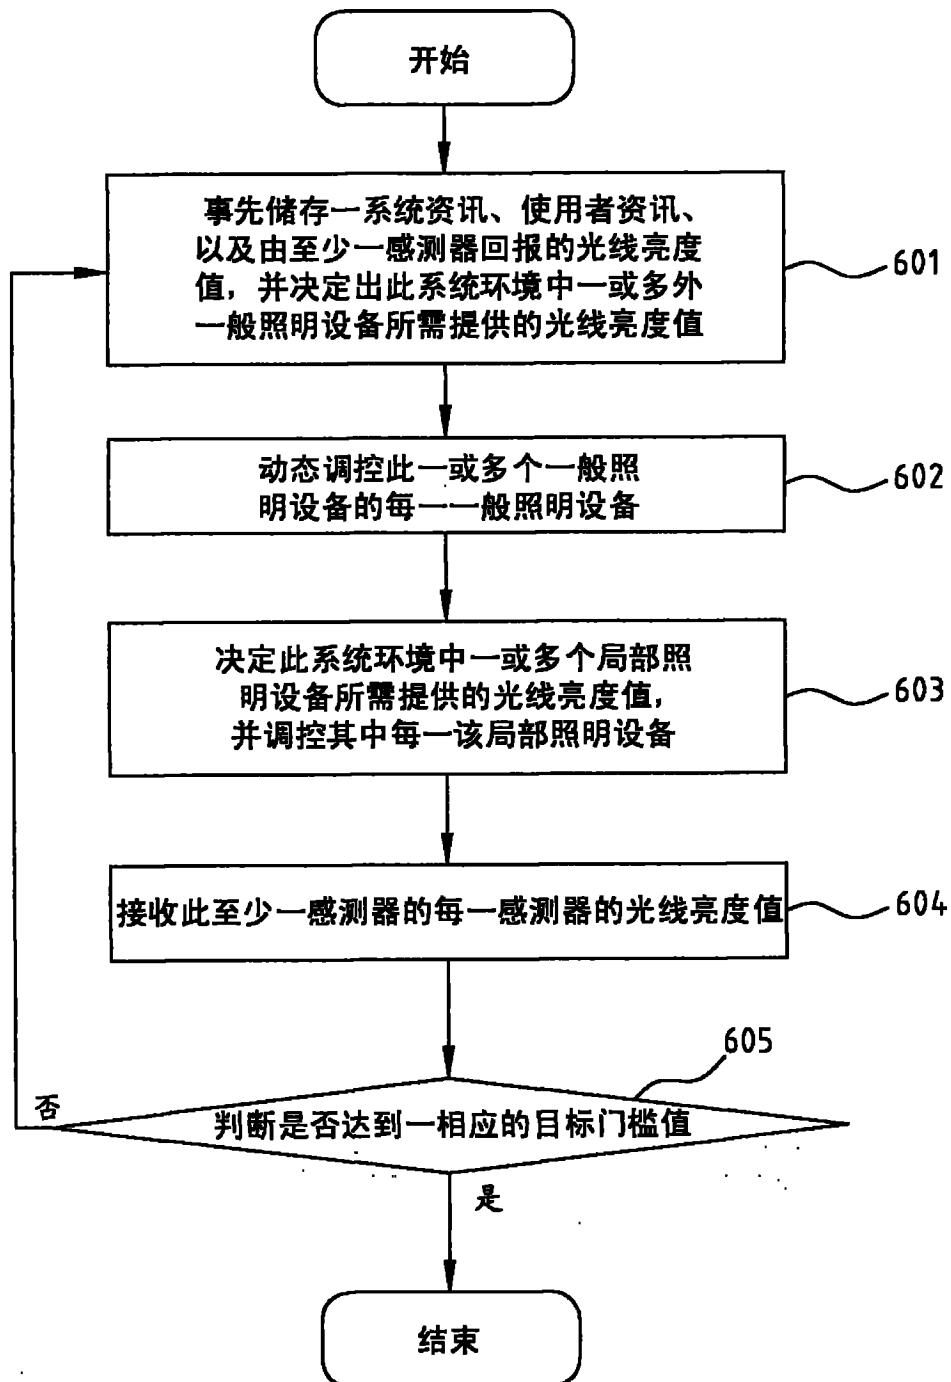 开始
事先储存一系统资讯、使用者资讯、
以及由至少一感测器回报的光线亮度
值，并决定出此系统环境中一或多外
一般照明设备所需提供的光线亮度值
601
动态调控此一或多个一般照
明设备的每一一般照明设备
602
决定此系统环境中一或多个局部照
明设备所需提供的光线亮度值，
并调控其中每一该局部照明设备
603
接收此至少一感测器的每一感测器的光线亮度值
604
605
否
判断是否达到一相应的目标门槛值
是
结束